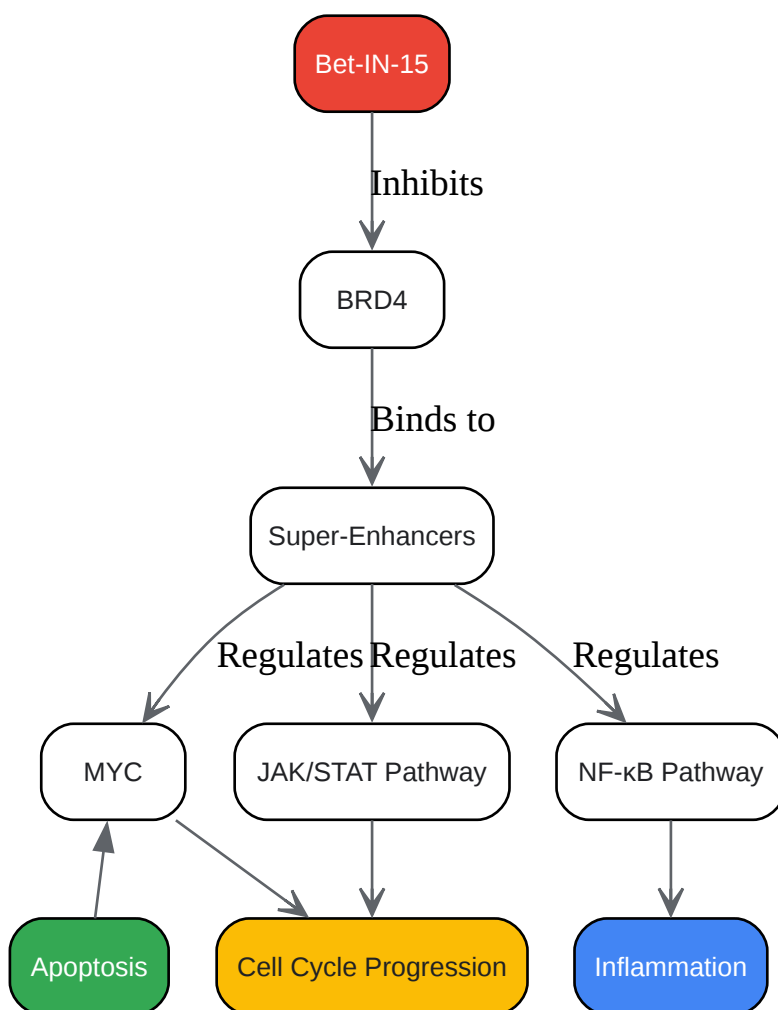 Bet-IN-15
Inhibits
BRD4
Binds to
Super-Enhancers
Regulates Regulates Regulates
MYC JAK/STAT Pathway NF-κB Pathway
Apoptosis Cell Cycle Progression Inflammation